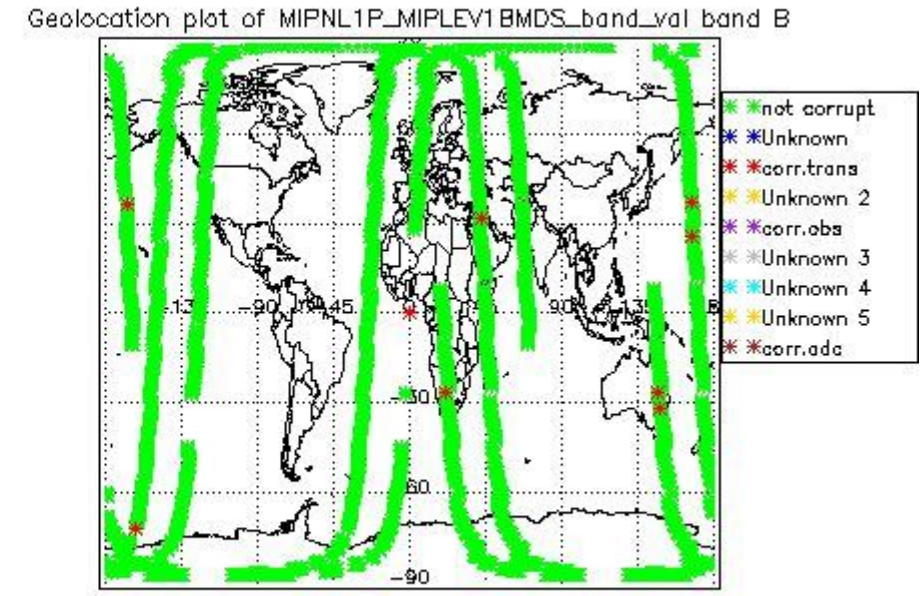 Geolocation plot of MIPNL1P_MIPLEV1BMDS_band_val band B
not corrupt
Unknown
corr.trans
Unknown 2
corr.obs
Unknown 3
Unknown 4
Unknown 5
corr.adc
-90
-45
90
-60
-90